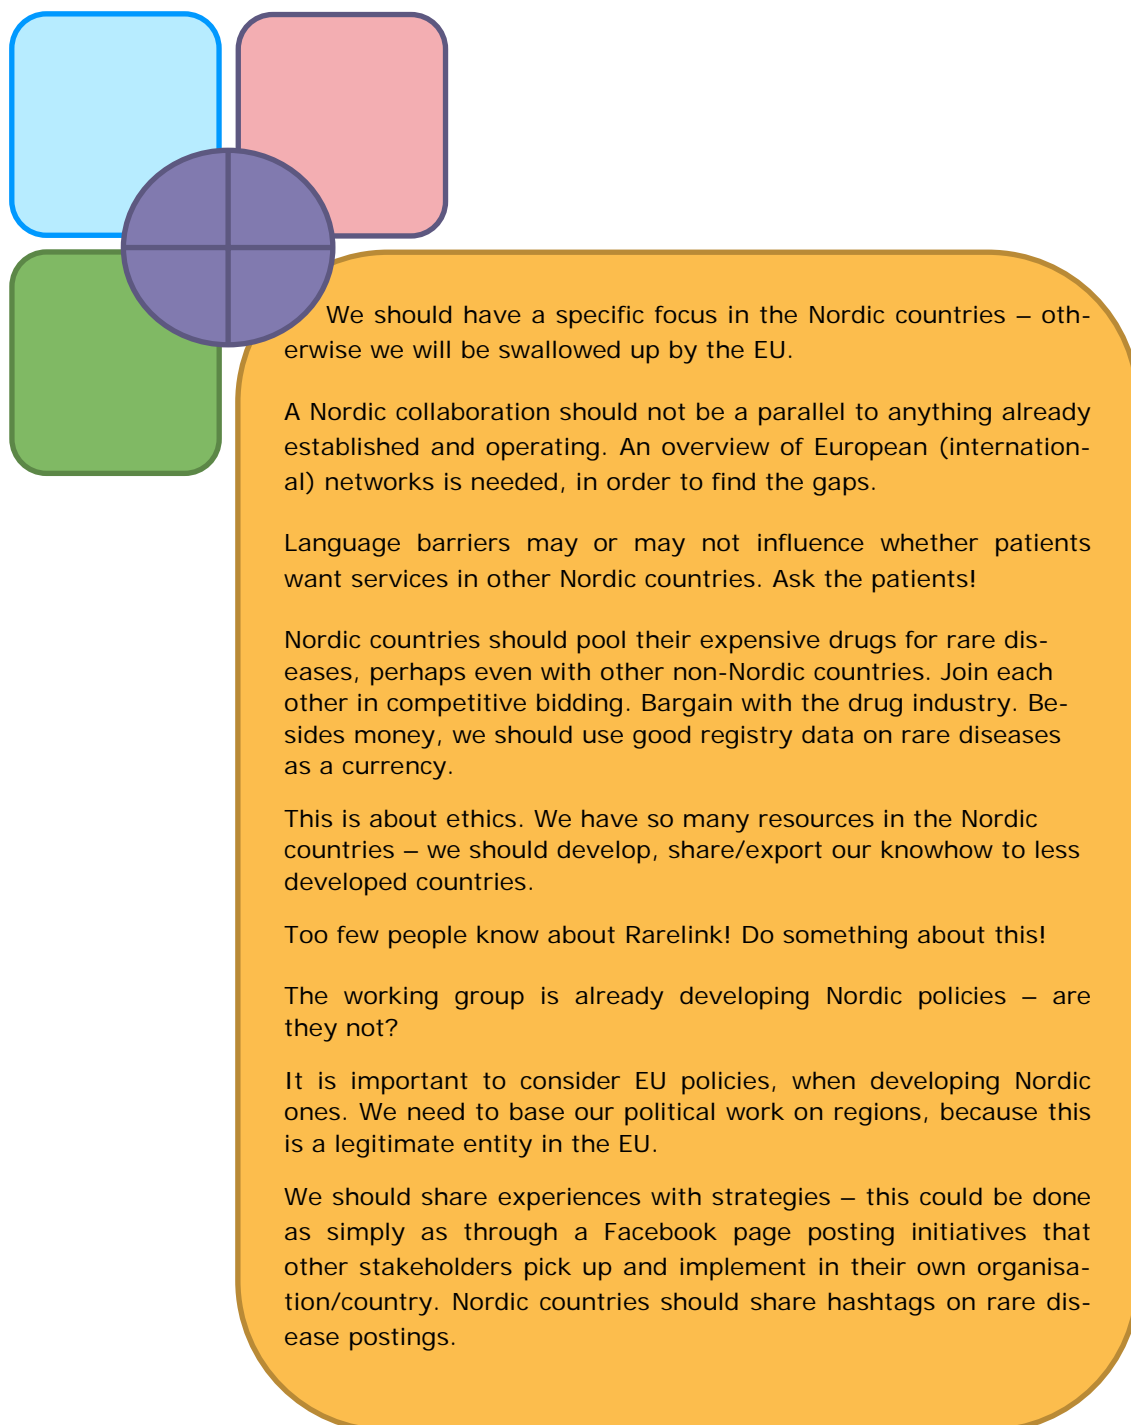 We should have a specific focus in the Nordic countries – oth-
erwise we will be swallowed up by the EU.
A Nordic collaboration should not be a parallel to anything already
established and operating. An overview of European (internation-
al) networks is needed, in order to find the gaps.
Language barriers may or may not influence whether patients
want services in other Nordic countries. Ask the patients!
Nordic countries should pool their expensive drugs for rare dis-
eases, perhaps even with other non-Nordic countries. Join each
other in competitive bidding. Bargain with the drug industry. Be-
sides money, we should use good registry data on rare diseases
as a currency.
This is about ethics. We have so many resources in the Nordic
countries – we should develop, share/export our knowhow to less
developed countries.
Too few people know about Rarelink! Do something about this!
The working group is already developing Nordic policies – are
they not?
It is important to consider EU policies, when developing Nordic
ones. We need to base our political work on regions, because this
is a legitimate entity in the EU.
We should share experiences with strategies – this could be done
as simply as through a Facebook page posting initiatives that
other stakeholders pick up and implement in their own organisa-
tion/country. Nordic countries should share hashtags on rare dis-
ease postings.